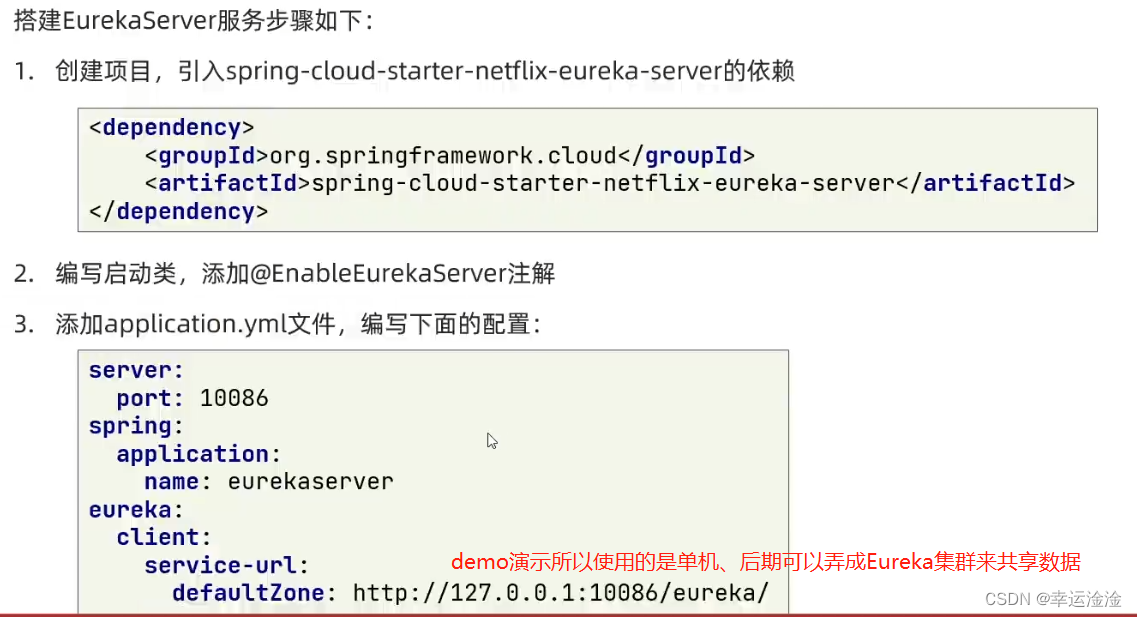 搭建EurekaServer服务步骤如下：
1. 创建项目，引入spring-cloud-starter-netflix-eureka-server的依赖
<dependency>
    <groupId>org.springframework.cloud</groupId>
    <artifactId>spring-cloud-starter-netflix-eureka-server</artifactId>
</dependency>
2. 编写启动类，添加@EnableEurekaServer注解
3. 添加application.yml文件，编写下面的配置：
server:
  port: 10086
spring:
  application:
    name: eurekaserver
eureka:
  client:
    service-url:
demo演示所以使用的是单机、后期可以弄成Eureka集群来共享数据
      defaultZone: http://127.0.0.1:10086/eureka/
CSDN @幸运淦淦